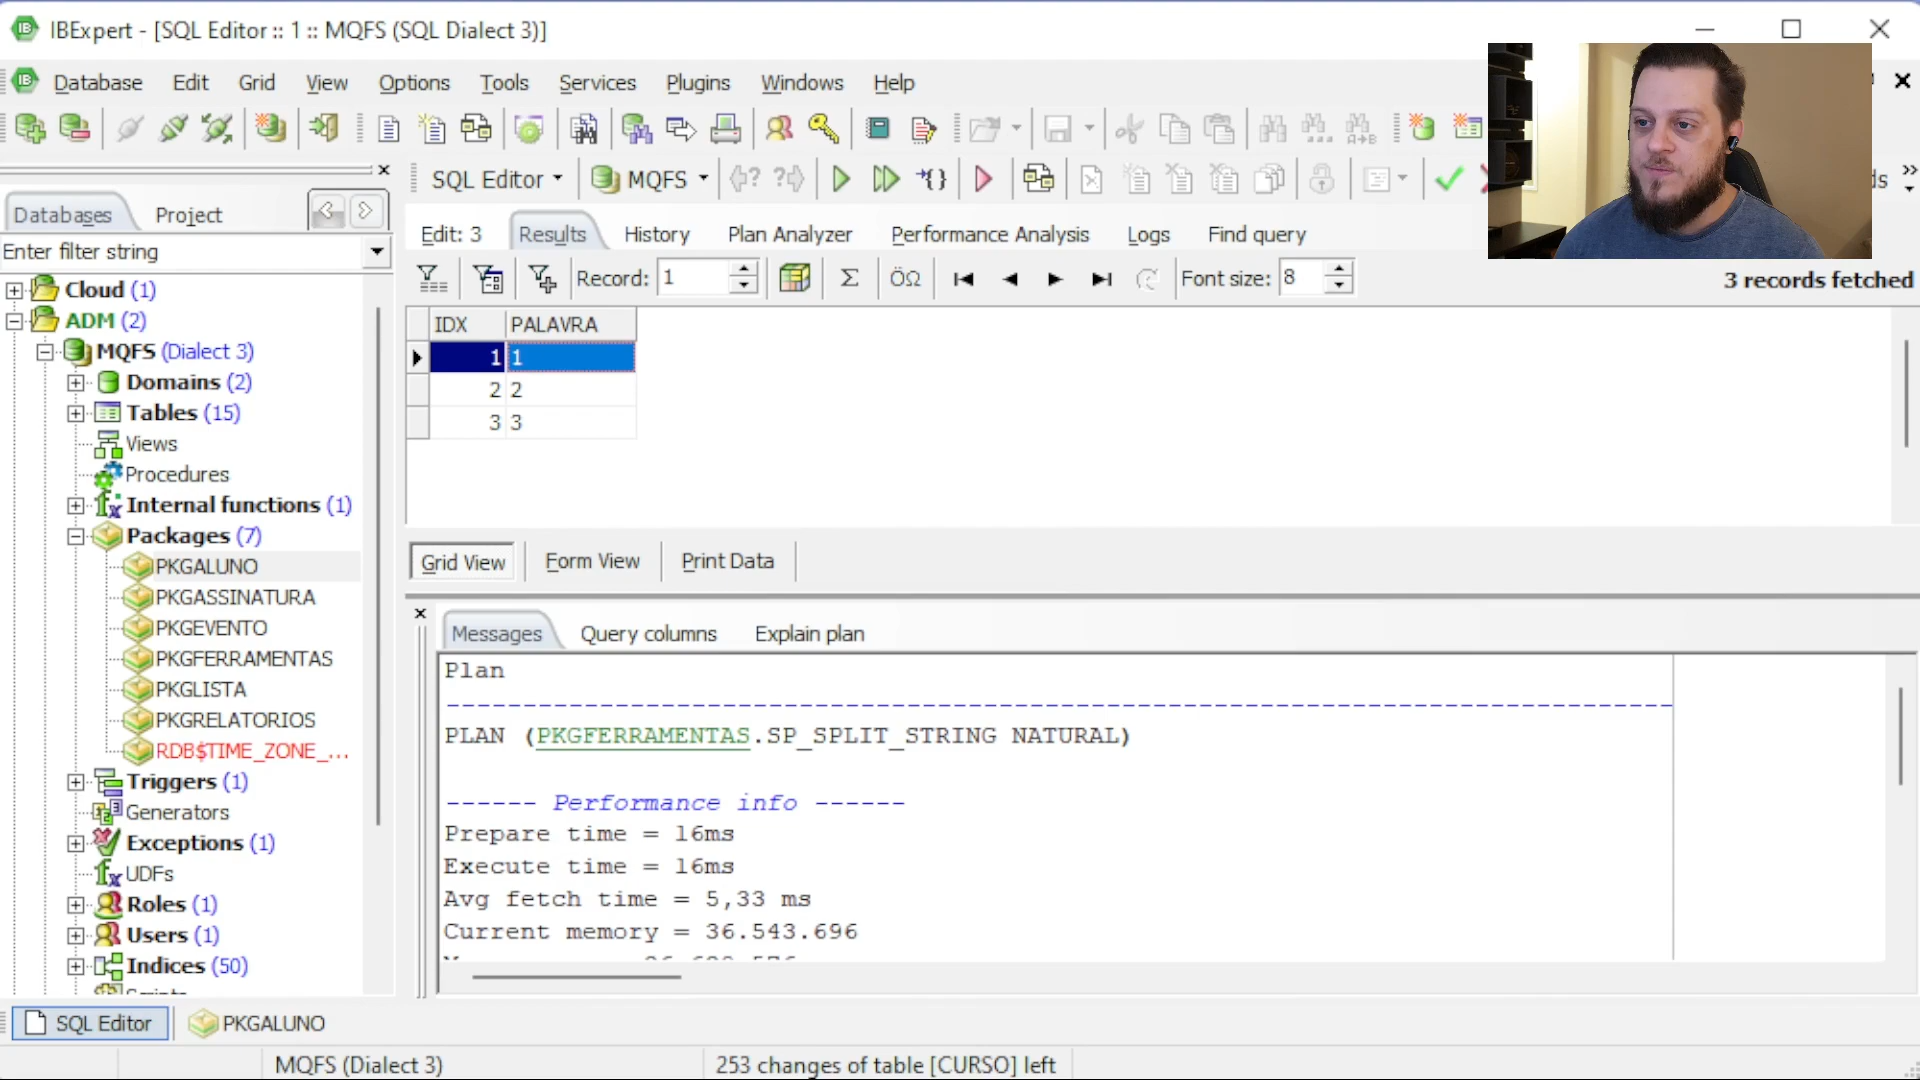 IBExpert - [SQL Editor :: 1 :: MQFS (SQL Dialect 3)]
Database Edit Grid View Options Tools Services Plugins Windows Help
SQL Editor MQFS
Databases Project
Enter filter string
Edit: 3 Results History Plan Analyzer Performance Analysis Logs Find query
Record: 1 Font size: 8 3 records fetched
Cloud (1)
ADM (2)
MQFS (Dialect 3)
Domains (2)
Tables (15)
Views
Procedures
Internal functions (1)
Packages (7)
PKGALUNO
PKGASSINATURA
PKGEVENTO
PKGFERRAMENTAS
PKGLISTA
PKGRELATORIOS
RDB$TIME_ZONE_...
Triggers (1)
Generators
Exceptions (1)
UDFs
Roles (1)
Users (1)
Indices (50)
IDX PALAVRA
1 1
2 2
3 3
Grid View Form View Print Data
Messages Query columns Explain plan
Plan
--------------------------------------------------------------------------------
PLAN (PKGFERRAMENTAS.SP_SPLIT_STRING NATURAL)
------ Performance info ------
Prepare time = 16ms
Execute time = 16ms
Avg fetch time = 5,33 ms
Current memory = 36.543.696
SQL Editor PKGALUNO
MQFS (Dialect 3) 253 changes of table [CURSO] left